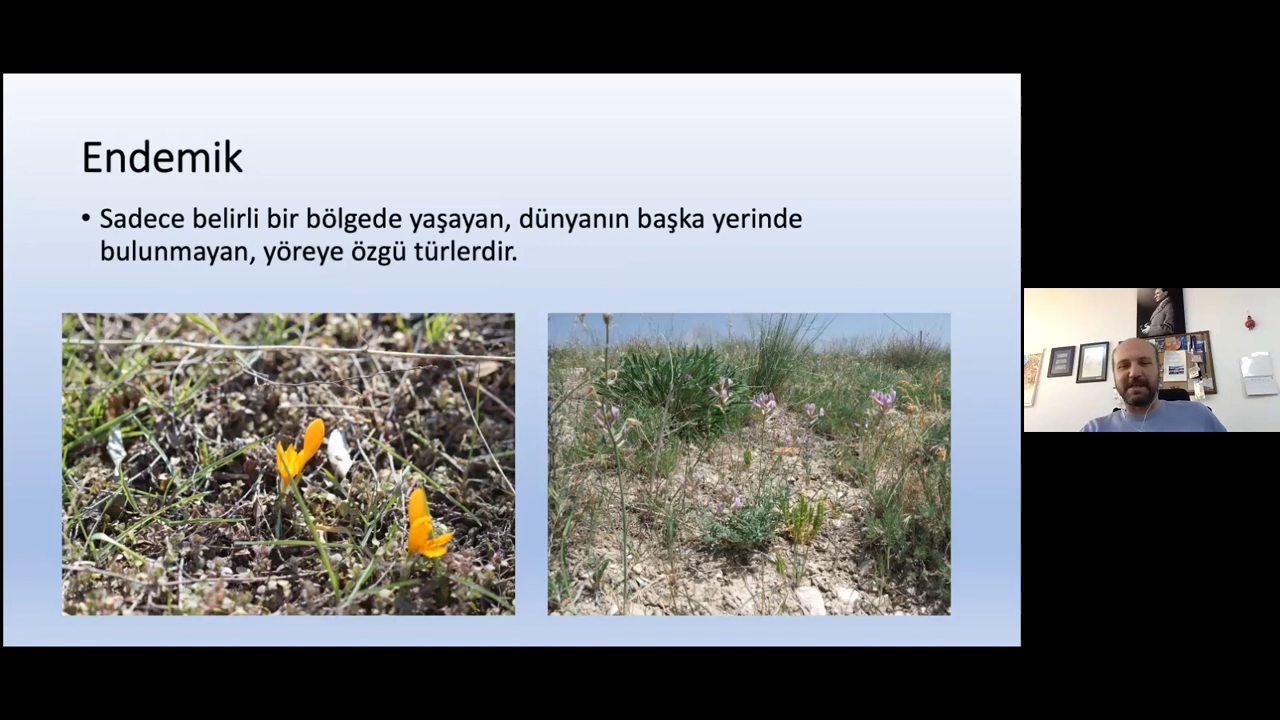 Endemik
• Sadece belirli bir bölgede yaşayan, dünyanın başka yerinde
bulunmayan, yöreye özgü türlerdir.